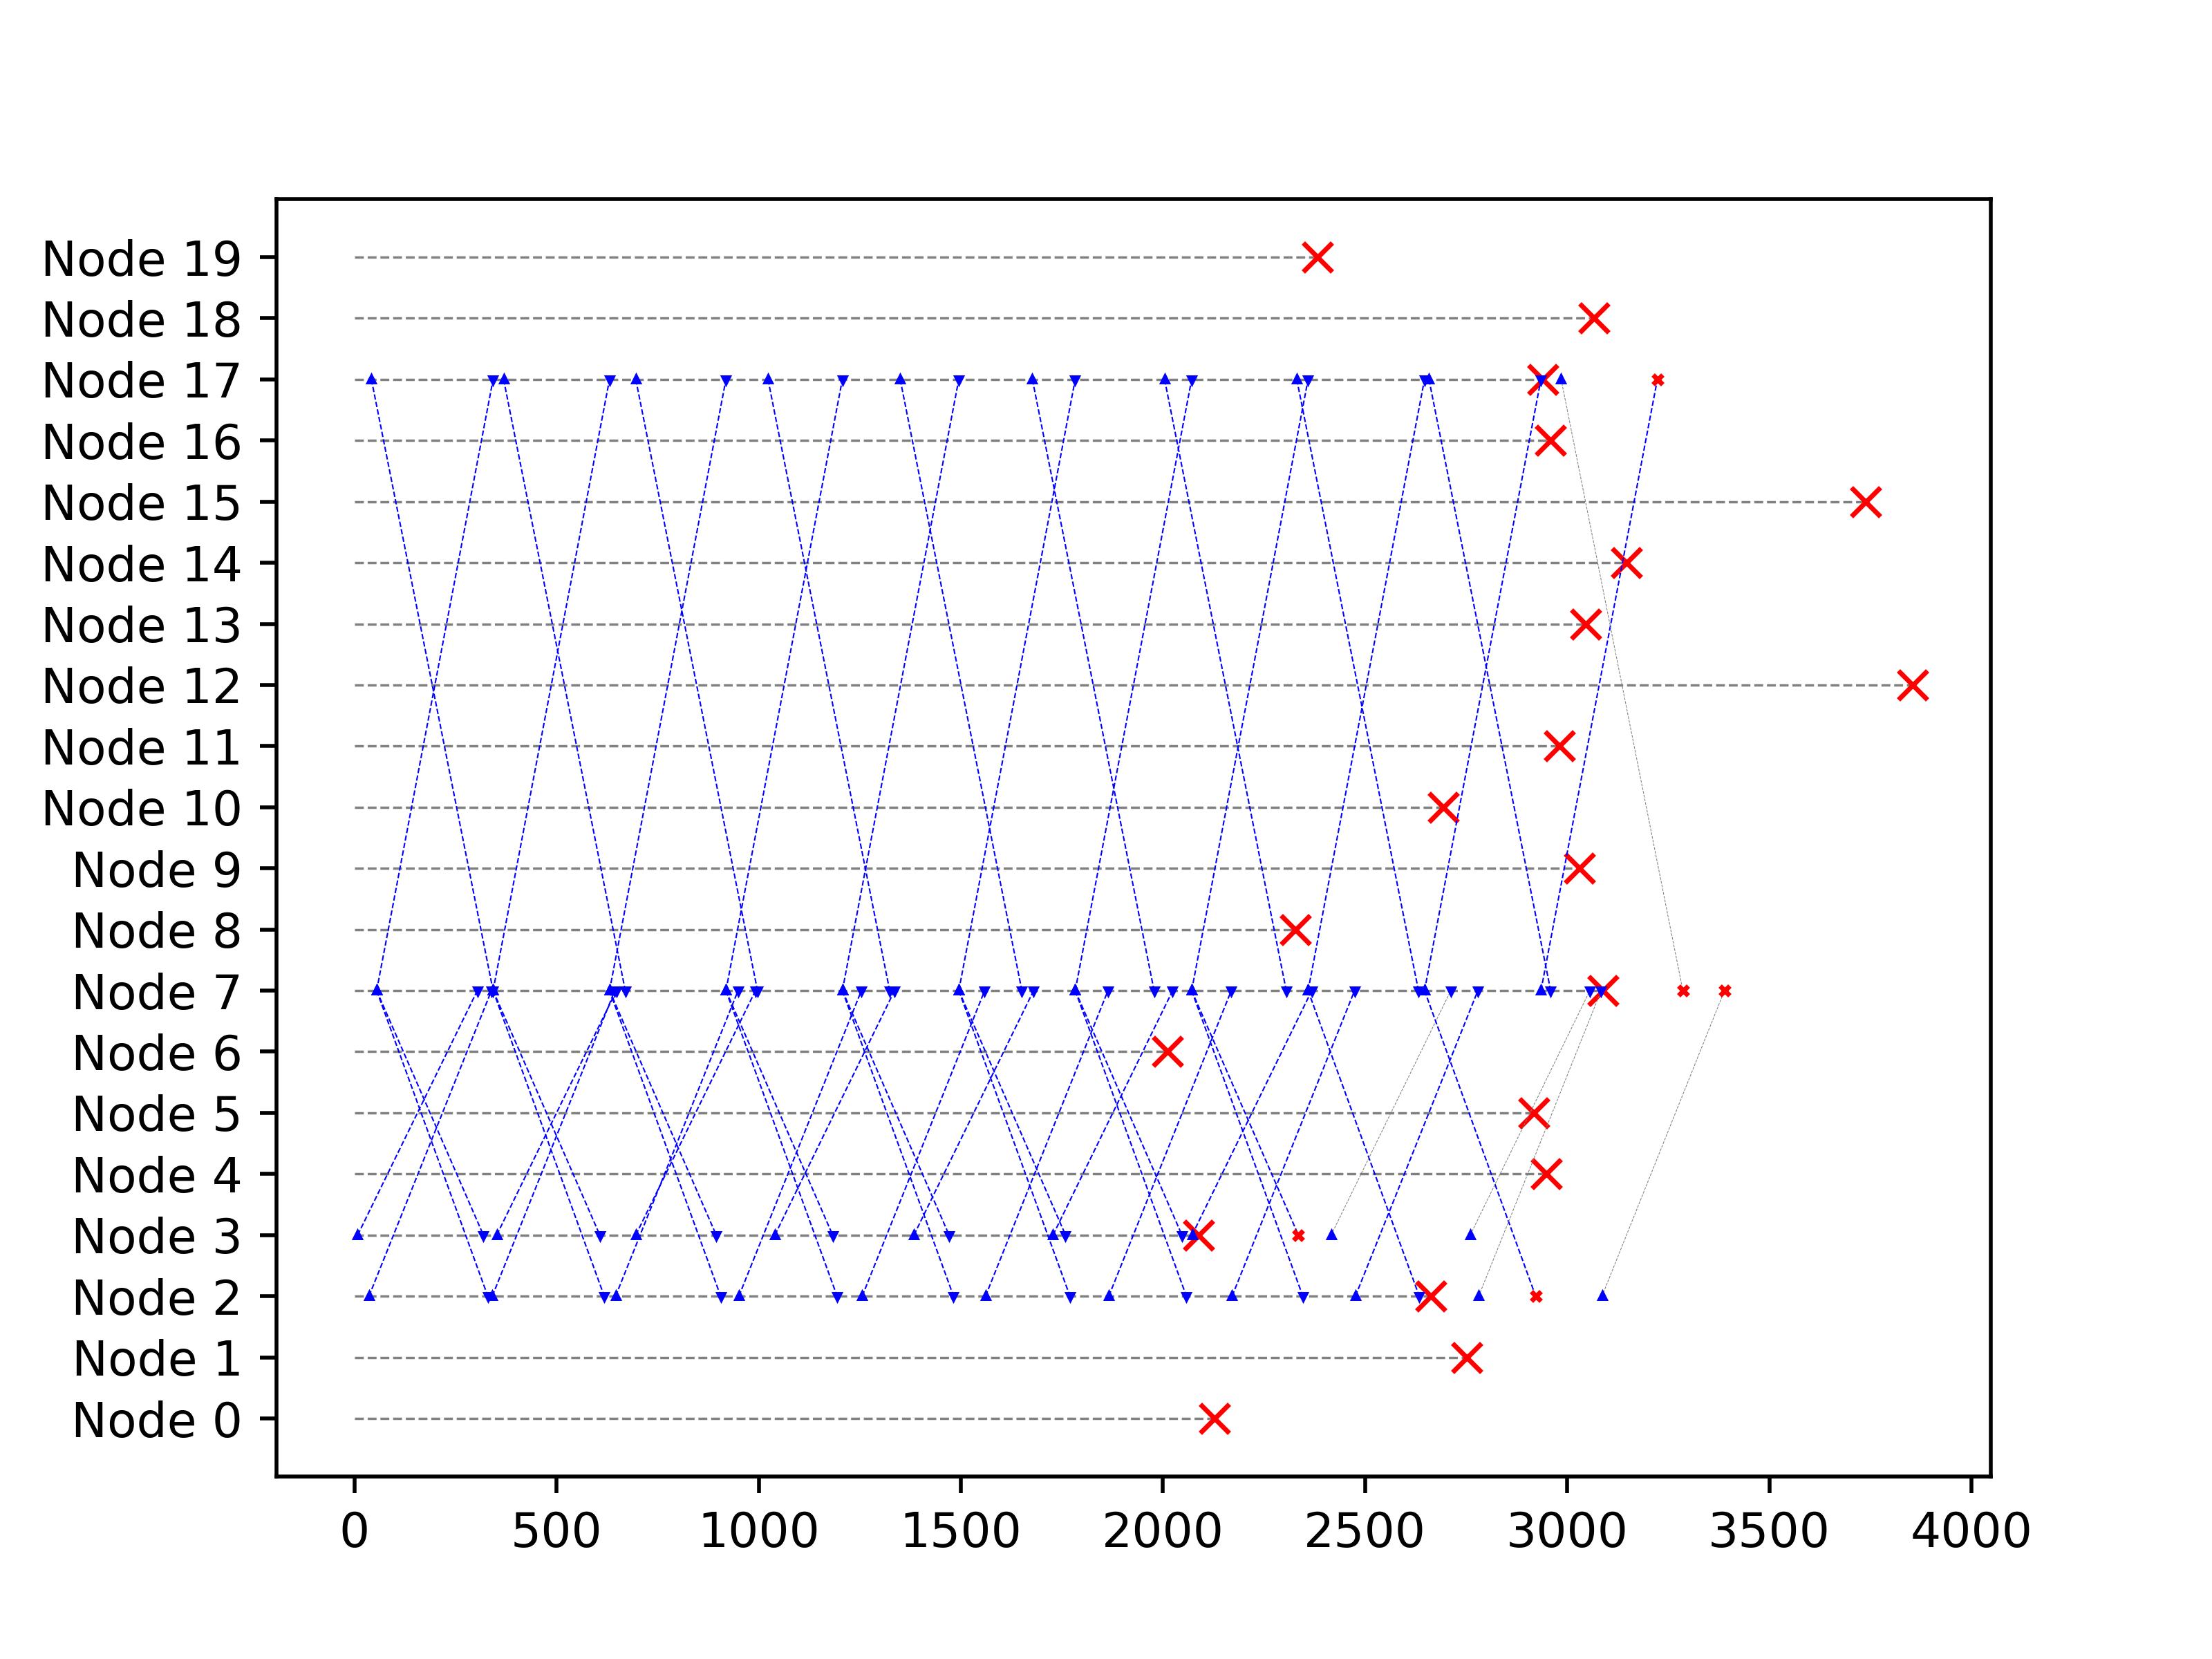 Node 19
Node 18
Node 17
Node 16
Node 15
Node 14
Node 13
Node 12
Node 11
Node 10
Node 9
Node 8
Node 7
Node 6
Node 5
Node 4
Node 3
Node 2
Node 1
Node 0
0 500 1000 1500 2000 2500 3000 3500 4000